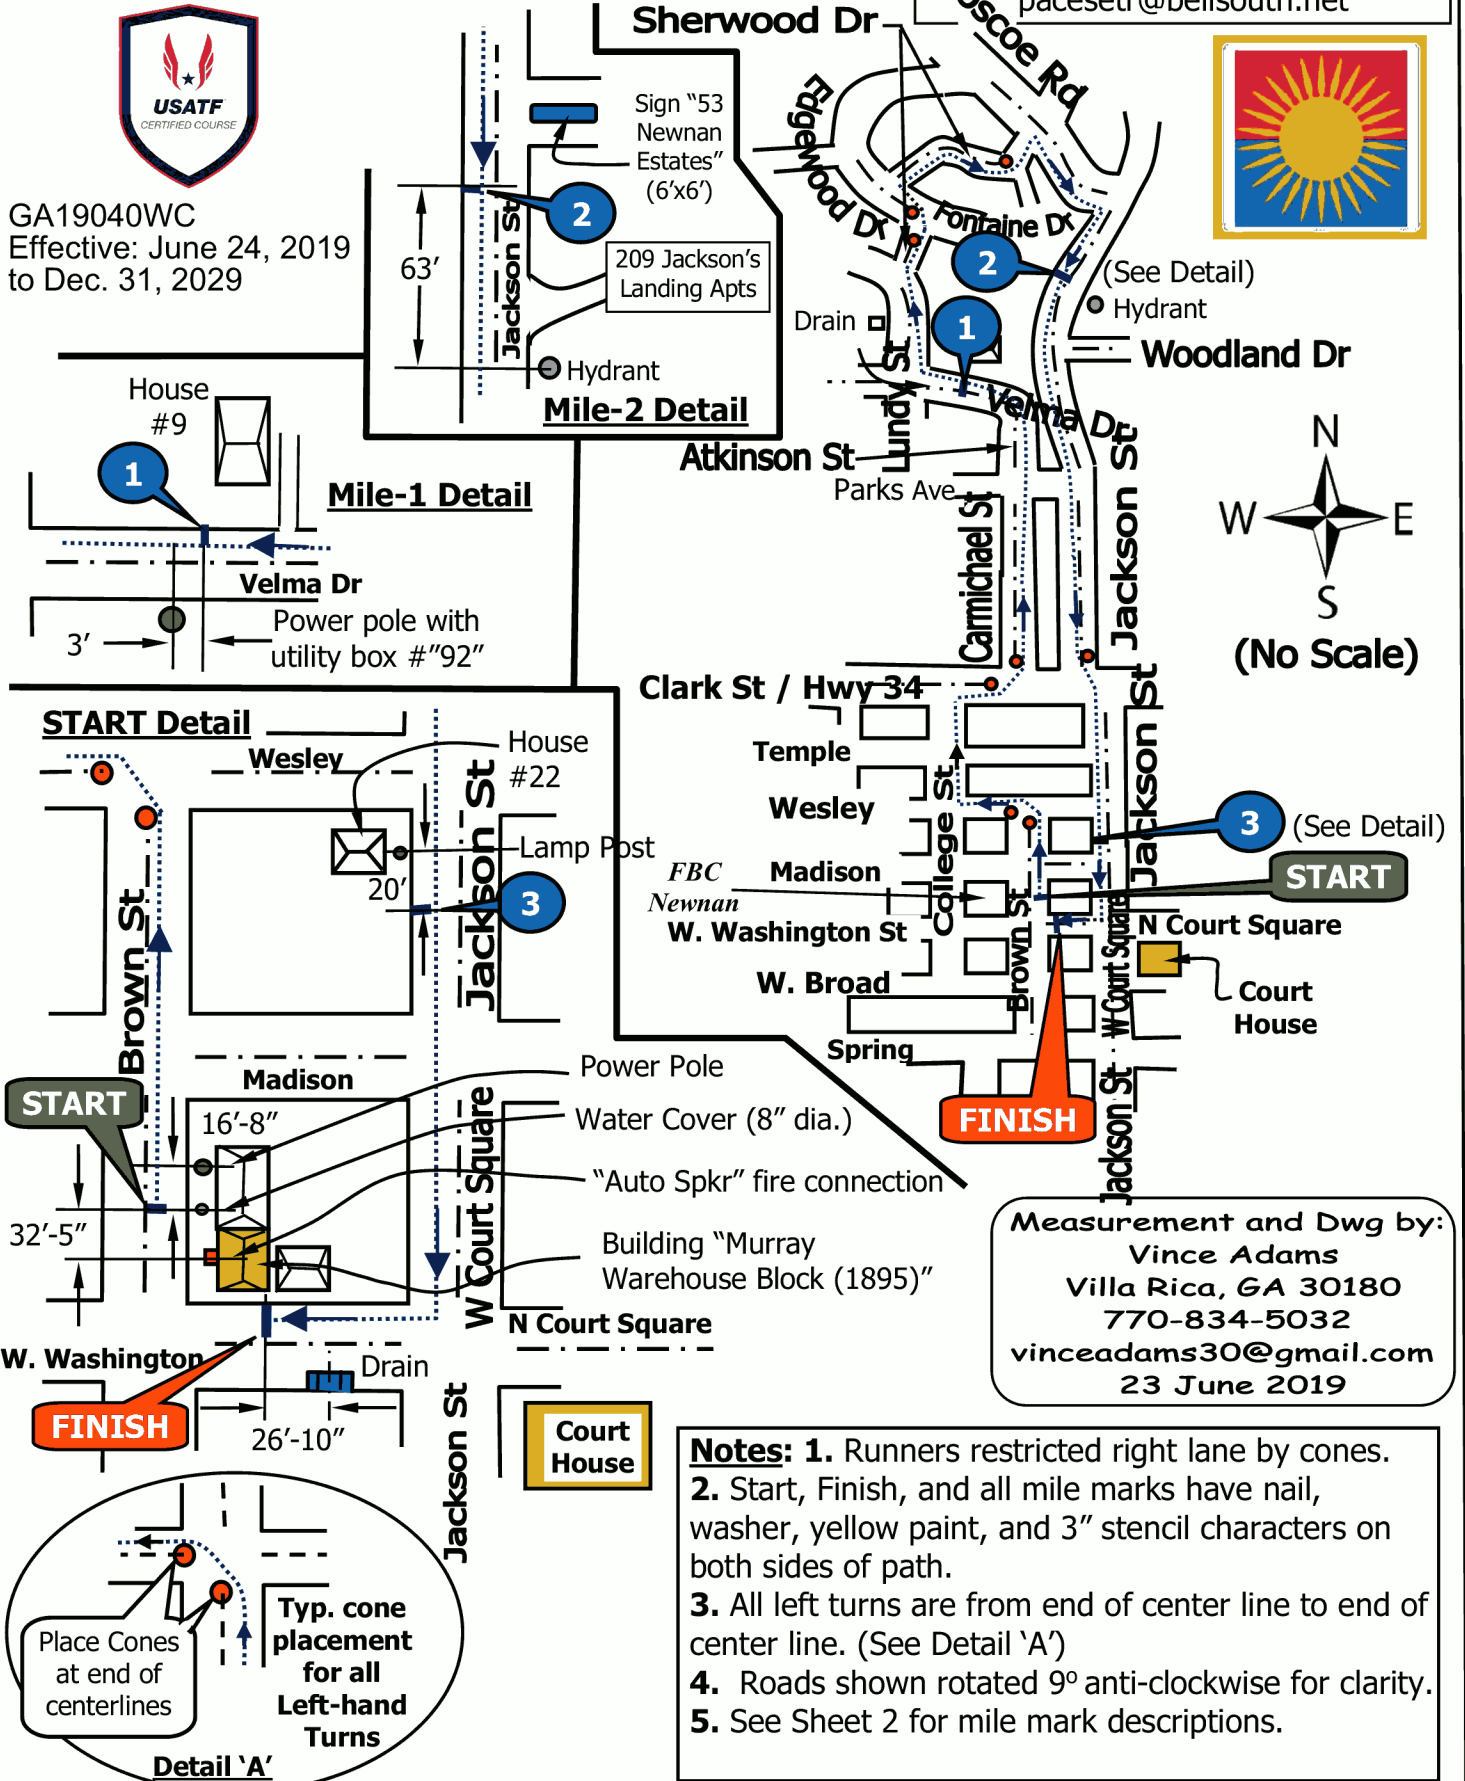 pacesetr@bellsouth.net
USATF
CERTIFIED COURSE
GA19040WC
Effective: June 24, 2019
to Dec. 31, 2029
Sign “53
Newnan
Estates”
(6’x6’)
2
63’
Jackson St
209 Jackson’s
Landing Apts
Hydrant
Mile-2 Detail
House
#9
1
Mile-1 Detail
Velma Dr
3’
Power pole with
utility box #”92”
Sherwood Dr
Roscoe Rd
Edgewood Dr
Fontaine Dr
2
(See Detail)
Hydrant
Drain
1
Woodland Dr
Lundy St
Velma Dr
Atkinson St
Parks Ave
Carmichael St
Jackson St
N
W
E
S
(No Scale)
Clark St / Hwy 34
Temple
Wesley
College St
Jackson St
3
(See Detail)
Madison
START
FBC
Newnan
W. Washington St
N Court Square
W. Broad
Brown St
W Court Square
Court
House
Spring
FINISH
Jackson St
START Detail
Wesley
House
#22
Jackson St
Lamp Post
20’
3
Brown St
Madison
START
16’-8”
Power Pole
Water Cover (8” dia.)
“Auto Spkr” fire connection
32’-5”
Building “Murray
Warehouse Block (1895)”
W Court Square
N Court Square
W. Washington
Drain
FINISH
26’-10”
Jackson St
Court
House
Place Cones
at end of
centerlines
Typ. cone
placement
for all
Left-hand
Turns
Detail ‘A’
Measurement and Dwg by:
Vince Adams
Villa Rica, GA 30180
770-834-5032
vinceadams30@gmail.com
23 June 2019
Notes: 1. Runners restricted right lane by cones.
2. Start, Finish, and all mile marks have nail,
washer, yellow paint, and 3” stencil characters on
both sides of path.
3. All left turns are from end of center line to end of
center line. (See Detail ‘A’)
4. Roads shown rotated 9º anti-clockwise for clarity.
5. See Sheet 2 for mile mark descriptions.